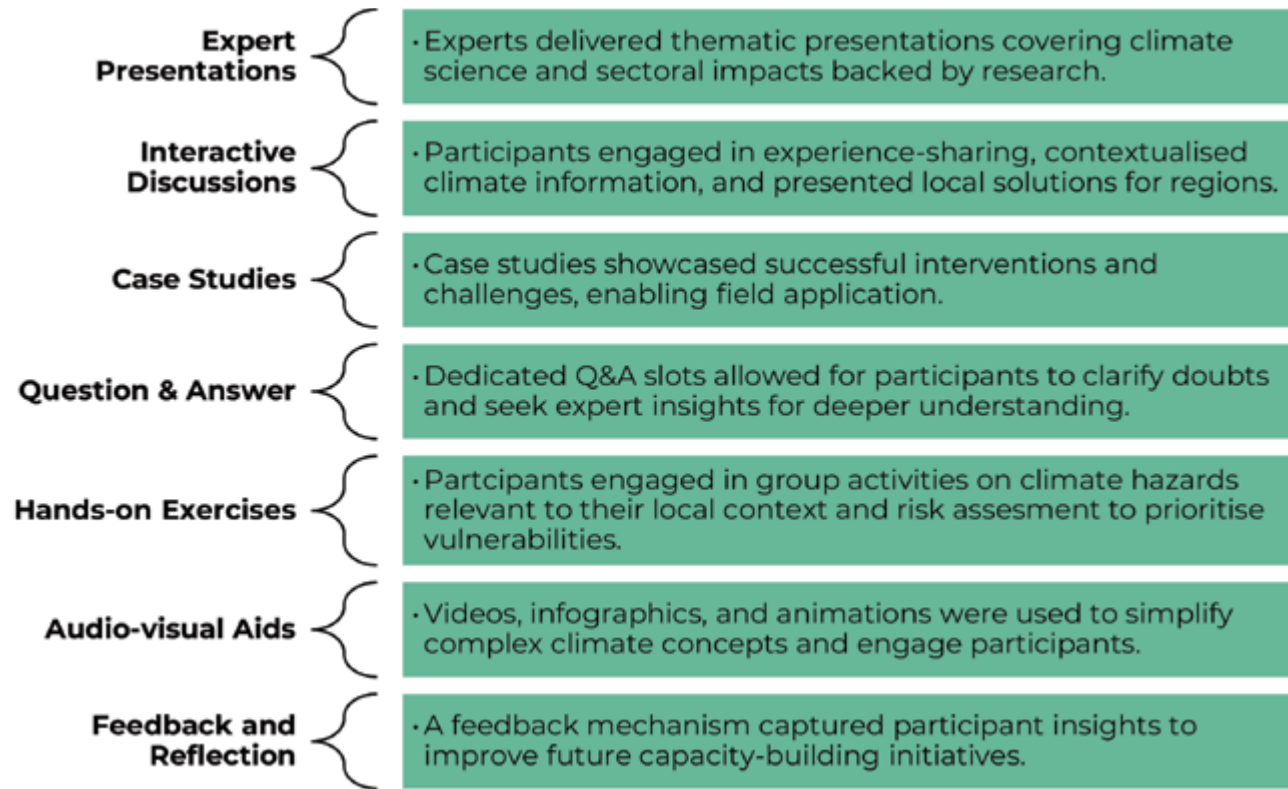 Expert
Presentations
· Experts delivered thematic presentations covering climate
science and sectoral impacts backed by research.
Interactive
Discussions
· Participants engaged in experience-sharing, contextualised
climate information, and presented local solutions for regions.
Case Studies
· Case studies showcased successful interventions and
challenges, enabling field application.
Question & Answer
· Dedicated Q&A slots allowed for participants to clarify doubts
and seek expert insights for deeper understanding.
Hands-on Exercises
· Partcipants engaged in group activities on climate hazards
relevant to their local context and risk assesment to prioritise
vulnerabilities.
Audio-visual Aids
· Videos, infographics, and animations were used to simplify
complex climate concepts and engage participants.
Feedback and
Reflection
· A feedback mechanism captured participant insights to
improve future capacity-building initiatives.